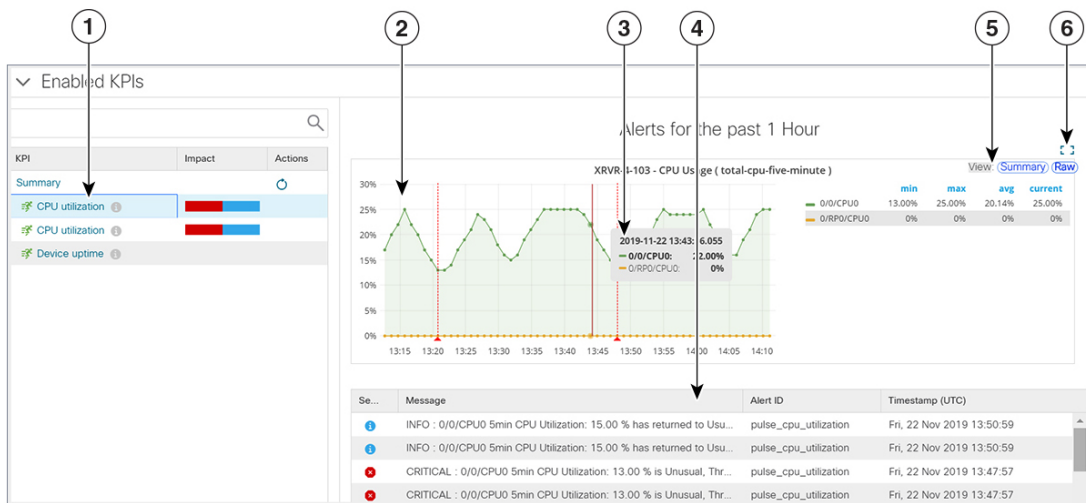 1 2 3 4 5 6
Enabled KPIs
Alerts for the past 1 Hour
KPI Impact Actions
Summary
CPU utilization
CPU utilization
Device uptime
XRVR-4-103 - CPU Usage ( total-cpu-five-minute )
View: Summary Raw
min max avg current
0/0/CPU0 13.00% 25.00% 20.14% 25.00%
0/RP0/CPU0 0% 0% 0% 0%
30%
25%
20%
15%
10%
5%
0%
2019-11-22 13:43: 6.055
0/0/CPU0: 22.00%
0/RP0/CPU0: 0%
13:15 13:20 13:25 13:30 13:35 13:40 13:45 13:50 13:55 14:00 14:05 14:10
Se... Message Alert ID Timestamp (UTC)
INFO : 0/0/CPU0 5min CPU Utilization: 15.00 % has returned to Usu... pulse_cpu_utilization Fri, 22 Nov 2019 13:50:59
INFO : 0/0/CPU0 5min CPU Utilization: 15.00 % has returned to Usu... pulse_cpu_utilization Fri, 22 Nov 2019 13:50:59
CRITICAL : 0/0/CPU0 5min CPU Utilization: 13.00 % is Unusual, Thr... pulse_cpu_utilization Fri, 22 Nov 2019 13:47:57
CRITICAL : 0/0/CPU0 5min CPU Utilization: 13.00 % is Unusual, Thr... pulse_cpu_utilization Fri, 22 Nov 2019 13:47:57